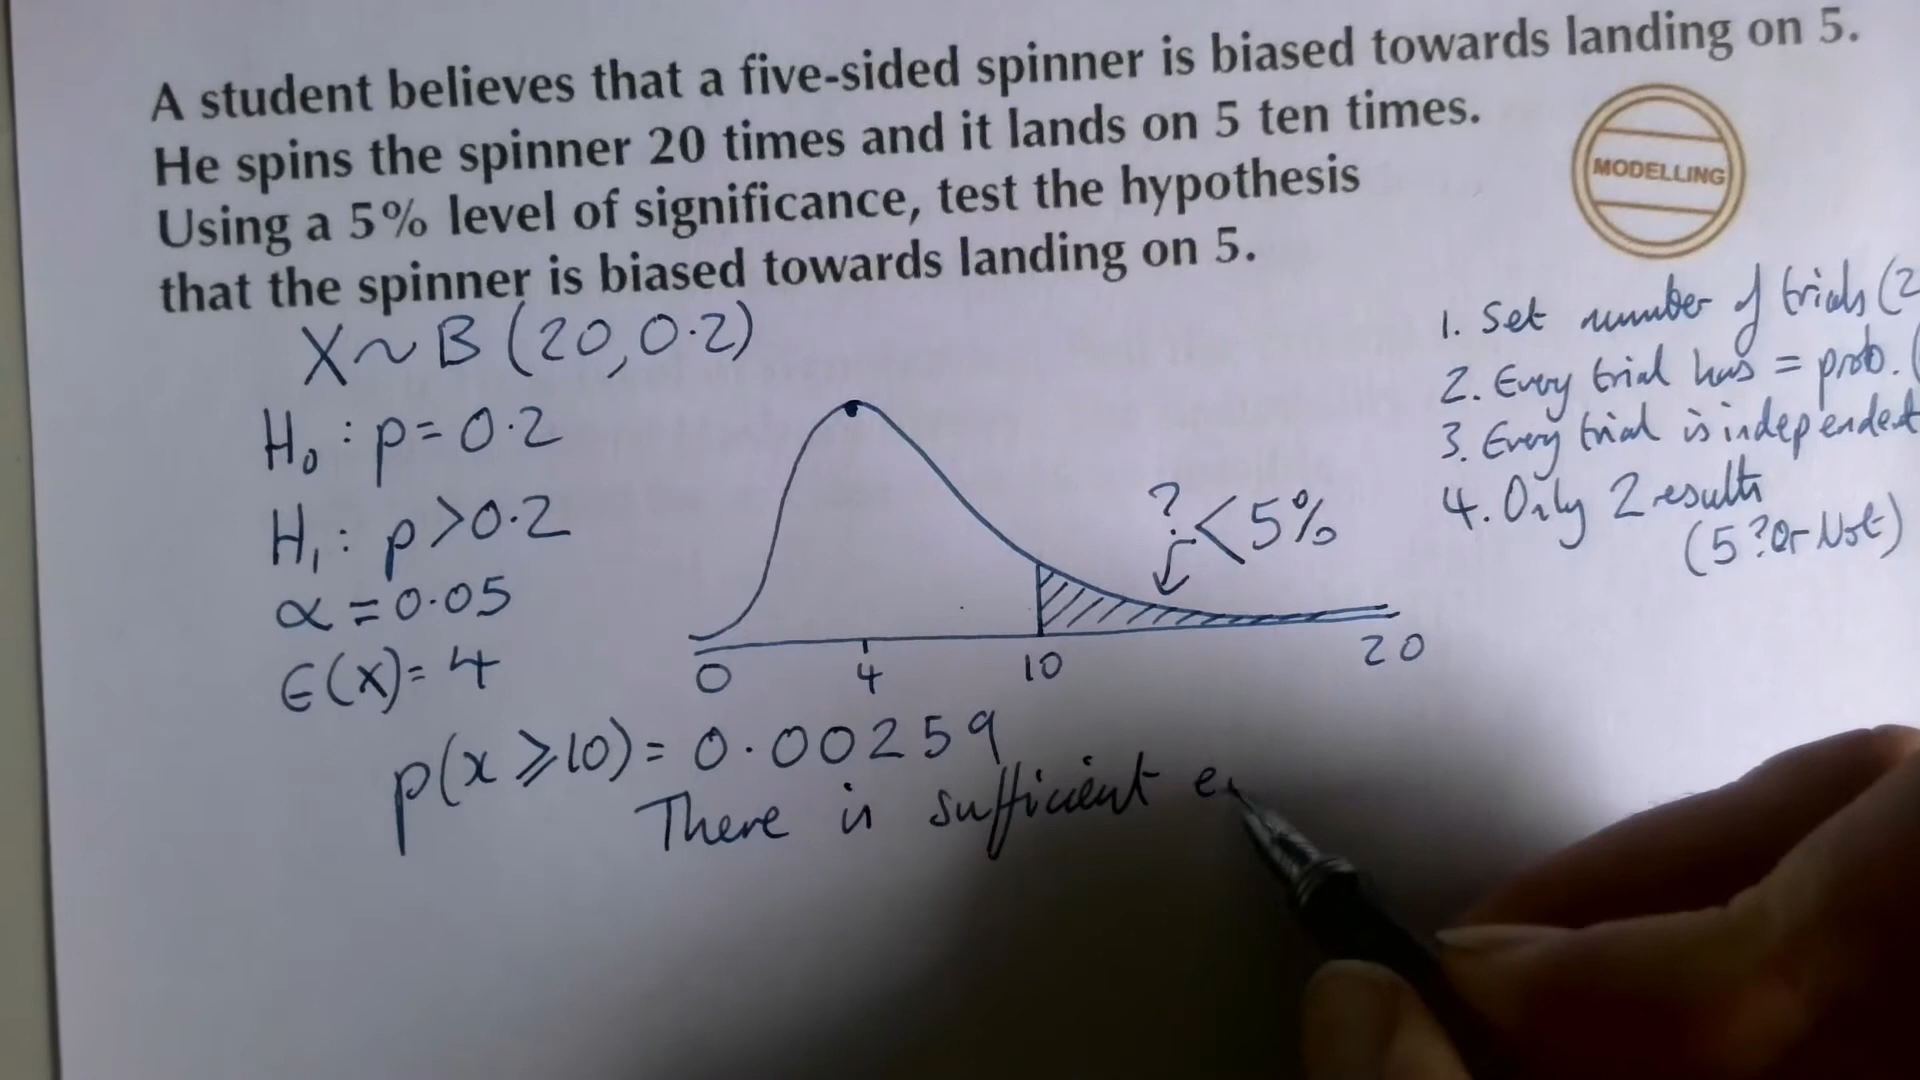 A student believes that a five-sided spinner is biased towards landing on 5.
He spins the spinner 20 times and it lands on 5 ten times.
Using a 5% level of significance, test the hypothesis
that the spinner is biased towards landing on 5.
MODELLING
X~B(20,0.2)
H₀: p=0.2
H₁: p>0.2
α=0.05
E(x)=4
? <5%
0 4 10 20
p(x⩾10)=0.00259
There is sufficient
1. Set number of trials (2
2. Every trial has = prob. (
3. Every trial is independent
4. Only 2 results
(5? Or Not)